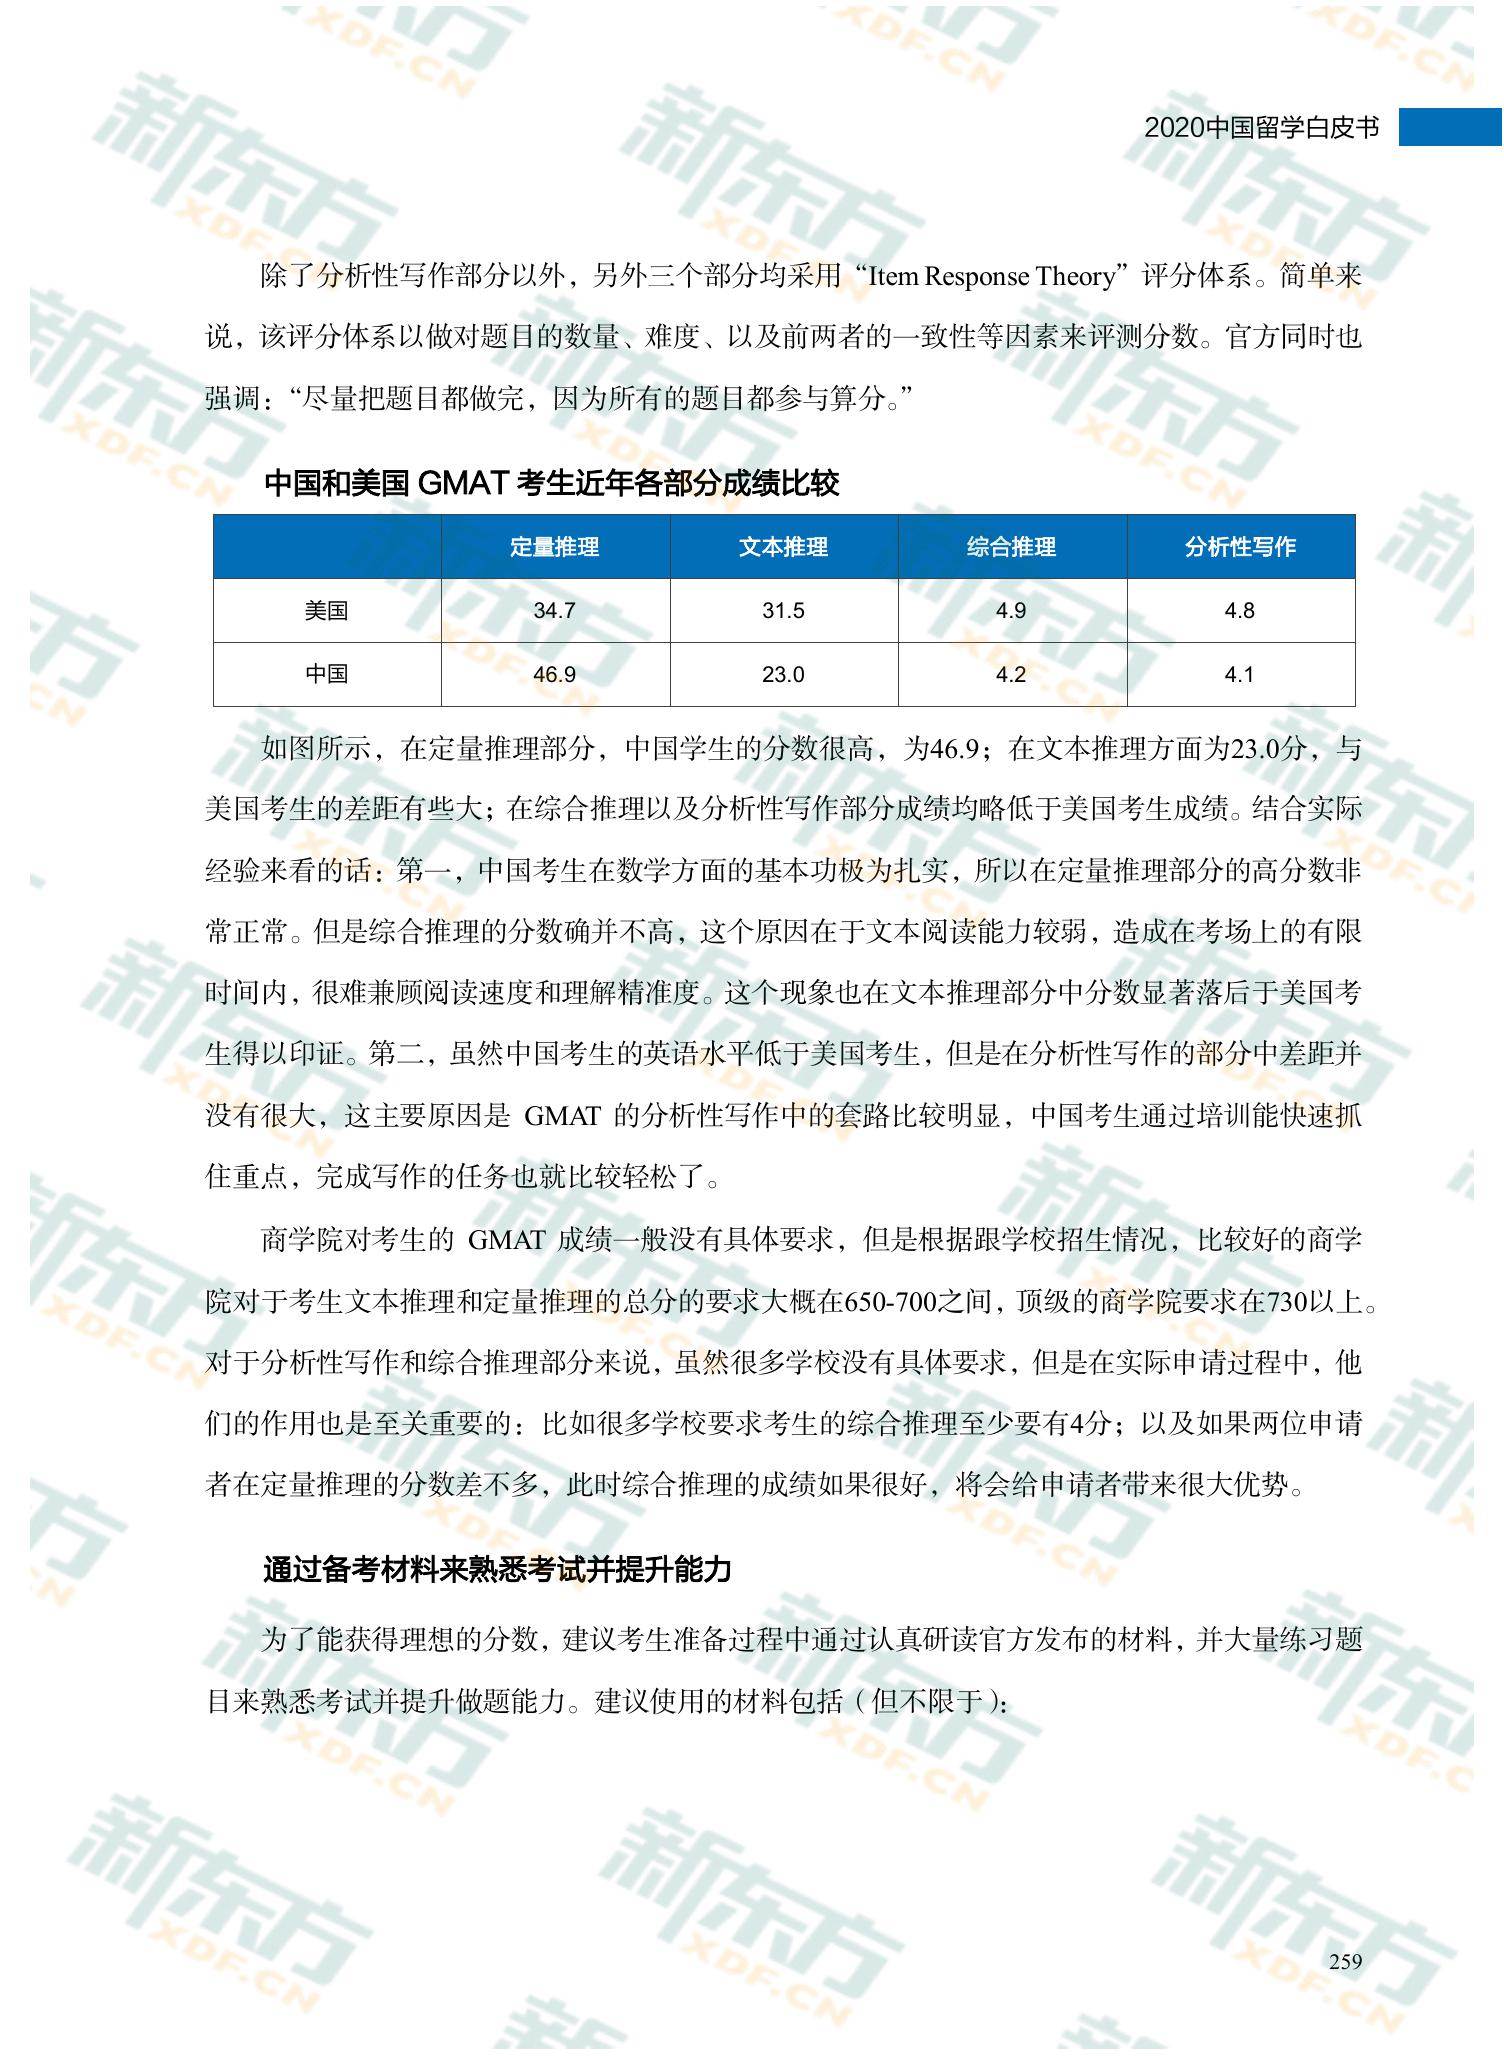 2020中国留学白皮书
除了分析性写作部分以外，另外三个部分均采用“Item Response Theory”评分体系。简单来
说，该评分体系以做对题目的数量、难度、以及前两者的一致性等因素来评测分数。官方同时也
强调：“尽量把题目都做完，因为所有的题目都参与算分。”
中国和美国 GMAT 考生近年各部分成绩比较
定量推理 文本推理 综合推理 分析性写作
美国 34.7 31.5 4.9 4.8
中国 46.9 23.0 4.2 4.1
如图所示，在定量推理部分，中国学生的分数很高，为46.9；在文本推理方面为23.0分，与
美国考生的差距有些大；在综合推理以及分析性写作部分成绩均略低于美国考生成绩。结合实际
经验来看的话：第一，中国考生在数学方面的基本功极为扎实，所以在定量推理部分的高分数非
常正常。但是综合推理的分数确并不高，这个原因在于文本阅读能力较弱，造成在考场上的有限
时间内，很难兼顾阅读速度和理解精准度。这个现象也在文本推理部分中分数显著落后于美国考
生得以印证。第二，虽然中国考生的英语水平低于美国考生，但是在分析性写作的部分中差距并
没有很大，这主要原因是 GMAT 的分析性写作中的套路比较明显，中国考生通过培训能快速抓
住重点，完成写作的任务也就比较轻松了。
商学院对考生的 GMAT 成绩一般没有具体要求，但是根据跟学校招生情况，比较好的商学
院对于考生文本推理和定量推理的总分的要求大概在650-700之间，顶级的商学院要求在730以上。
对于分析性写作和综合推理部分来说，虽然很多学校没有具体要求，但是在实际申请过程中，他
们的作用也是至关重要的：比如很多学校要求考生的综合推理至少要有4分；以及如果两位申请
者在定量推理的分数差不多，此时综合推理的成绩如果很好，将会给申请者带来很大优势。
通过备考材料来熟悉考试并提升能力
为了能获得理想的分数，建议考生准备过程中通过认真研读官方发布的材料，并大量练习题
目来熟悉考试并提升做题能力。建议使用的材料包括（但不限于）：
259